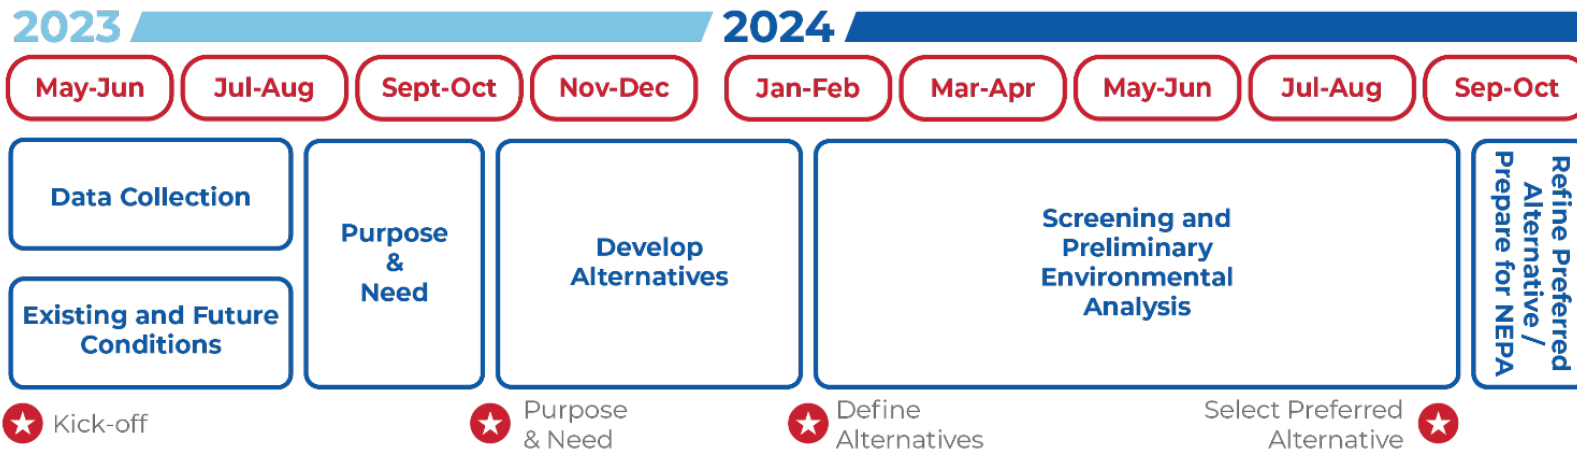 2023
2024
May-Jun
Jul-Aug
Sept-Oct
Nov-Dec
Jan-Feb
Mar-Apr
May-Jun
Jul-Aug
Sep-Oct
Data Collection
Existing and Future
Conditions
Purpose
&
Need
Develop
Alternatives
Screening and
Preliminary
Environmental
Analysis
Refine Preferred
Alternative /
Prepare for NEPA
Kick-off
Purpose
& Need
Define
Alternatives
Select Preferred
Alternative